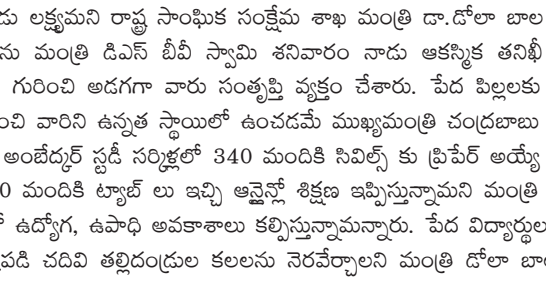 డు లక్ష్యమని రాష్ట్ర సాంఘిక సంక్షేమ శాఖ మంత్రి డా.డోలా బాల
ను మంత్రి డిఎస్ బీవీ స్వామి శనివారం నాడు ఆకస్మిక తనిఖీ
గురించి అడగగా వారు సంతృప్తి వ్యక్తం చేశారు. పేద పిల్లలకు
ంచి వారిని ఉన్నత స్థాయిలో ఉంచడమే ముఖ్యమంత్రి చంద్రబాబు
అంబేద్కర్ స్టడీ సర్కిళ్లలో 340 మందికి సివిల్స్ కు ప్రిపేర్ అయ్యే
0 మందికి ట్యాబ్ లు ఇచ్చి ఆన్లైన్లో శిక్షణ ఇప్పిస్తున్నామని మంత్రి
ఉద్యోగ, ఉపాధి అవకాశాలు కల్పిస్తున్నామన్నారు. పేద విద్యార్థుల
పడి చదివి తల్లిదండ్రుల కలలను నెరవేర్చాలని మంత్రి డోలా బాల